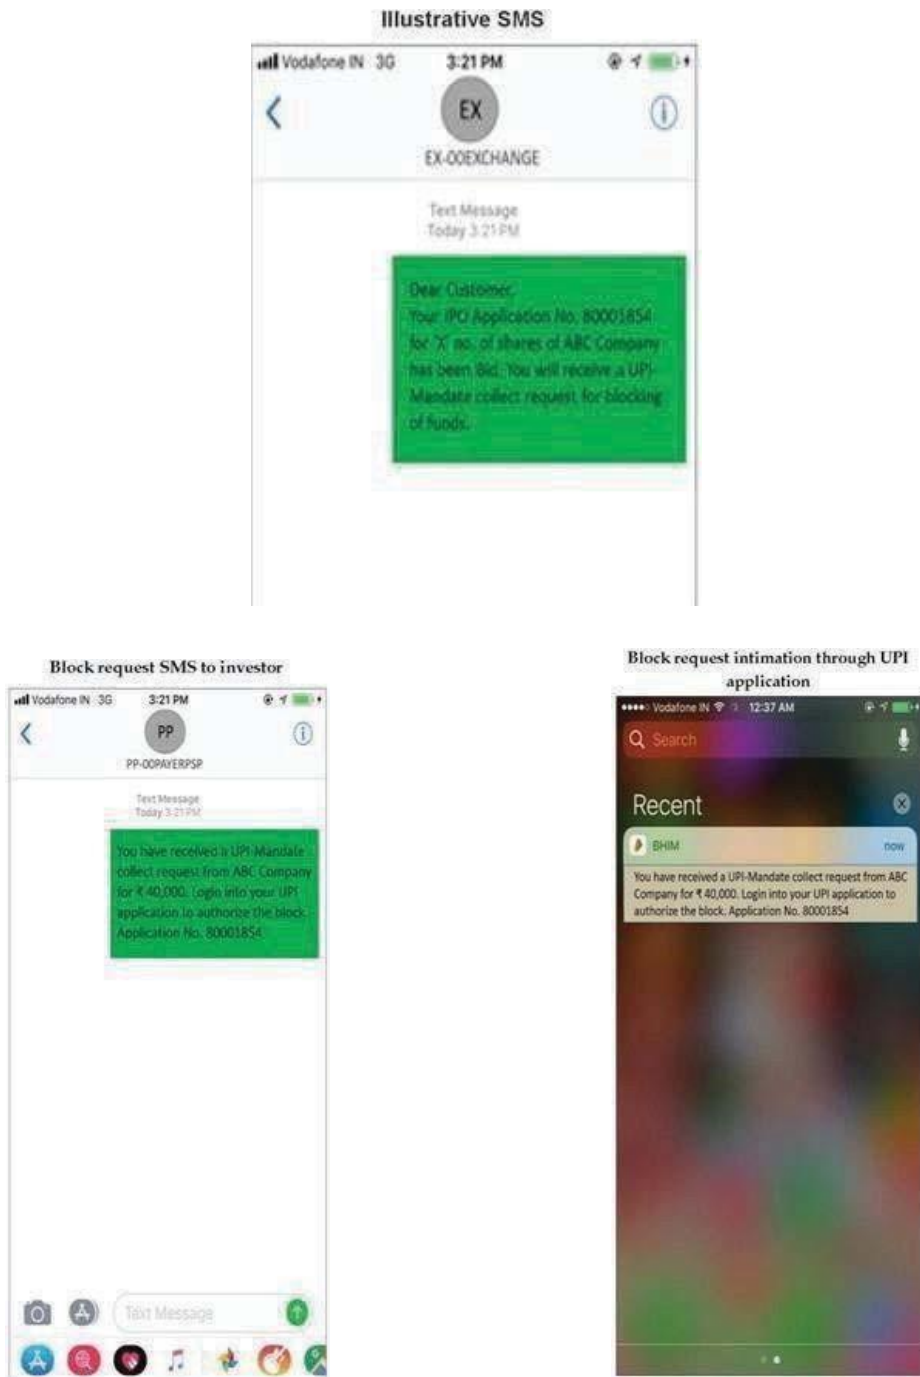 Illustrative SMS
Vodafone IN 3G 3:21 PM
EX
EX-00EXCHANGE
Text Message
Today 3:21 PM
Dear Customer,
Your IPO Application No. 80001854
for 'X' no. of shares of ABC Company
has been Bid. You will receive a UPI-
Mandate collect request for blocking
of funds.
Block request SMS to investor
Vodafone IN 3G 3:21 PM
PP
PP-00PAYERPSP
Text Message
Today 3:21 PM
You have received a UPI-Mandate
collect request from ABC Company
for ₹ 40,000. Login into your UPI
application to authorize the block.
Application No. 80001854
Text Message
Block request intimation through UPI
application
Vodafone IN 12:37 AM
Search
Recent
BHIM now
You have received a UPI-Mandate collect request from ABC
Company for ₹ 40,000. Login into your UPI application to
authorize the block. Application No. 80001854